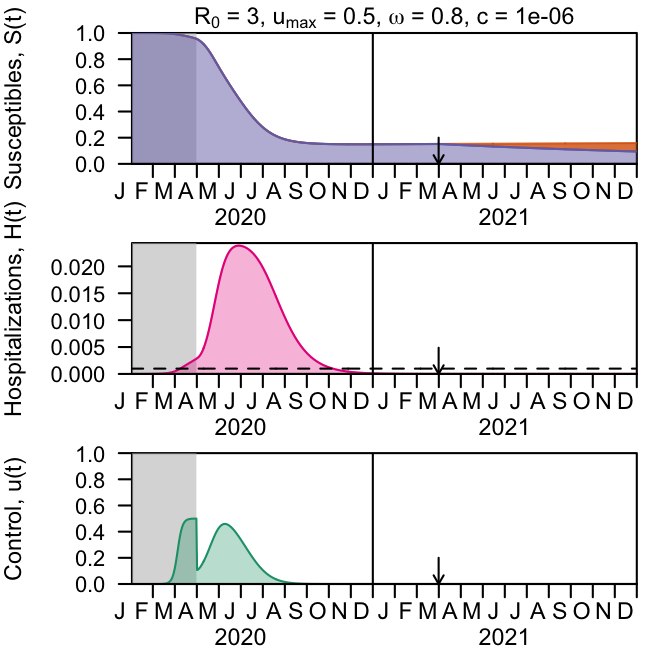 R0 = 3, umax = 0.5, ω = 0.8, c = 1e-06
Susceptibles, S(t)
1.0
0.8
0.6
0.4
0.2
0.0
J F M A M J J A S O N D J F M A M J J A S O N D
2020 2021
Hospitalizations, H(t)
0.020
0.015
0.010
0.005
0.000
J F M A M J J A S O N D J F M A M J J A S O N D
2020 2021
Control, u(t)
1.0
0.8
0.6
0.4
0.2
0.0
J F M A M J J A S O N D J F M A M J J A S O N D
2020 2021